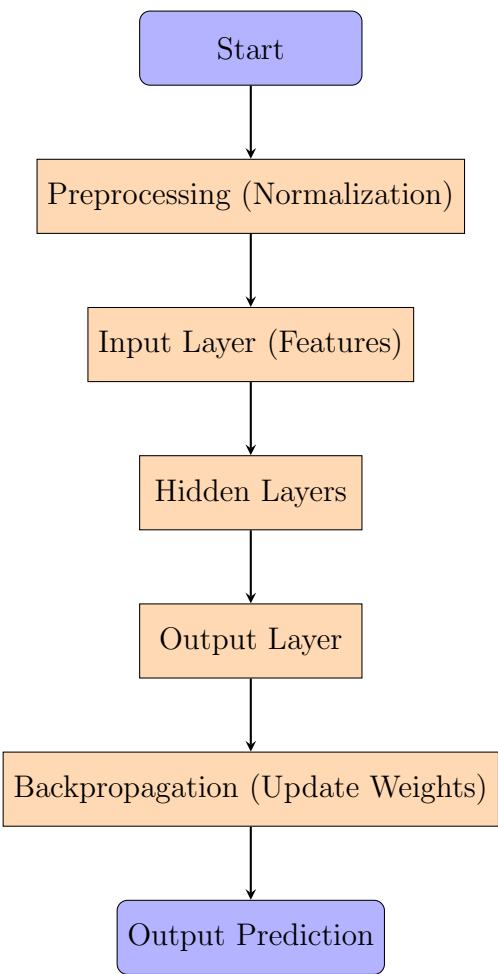 Start
Preprocessing (Normalization)
Input Layer (Features)
Hidden Layers
Output Layer
Backpropagation (Update Weights)
Output Prediction